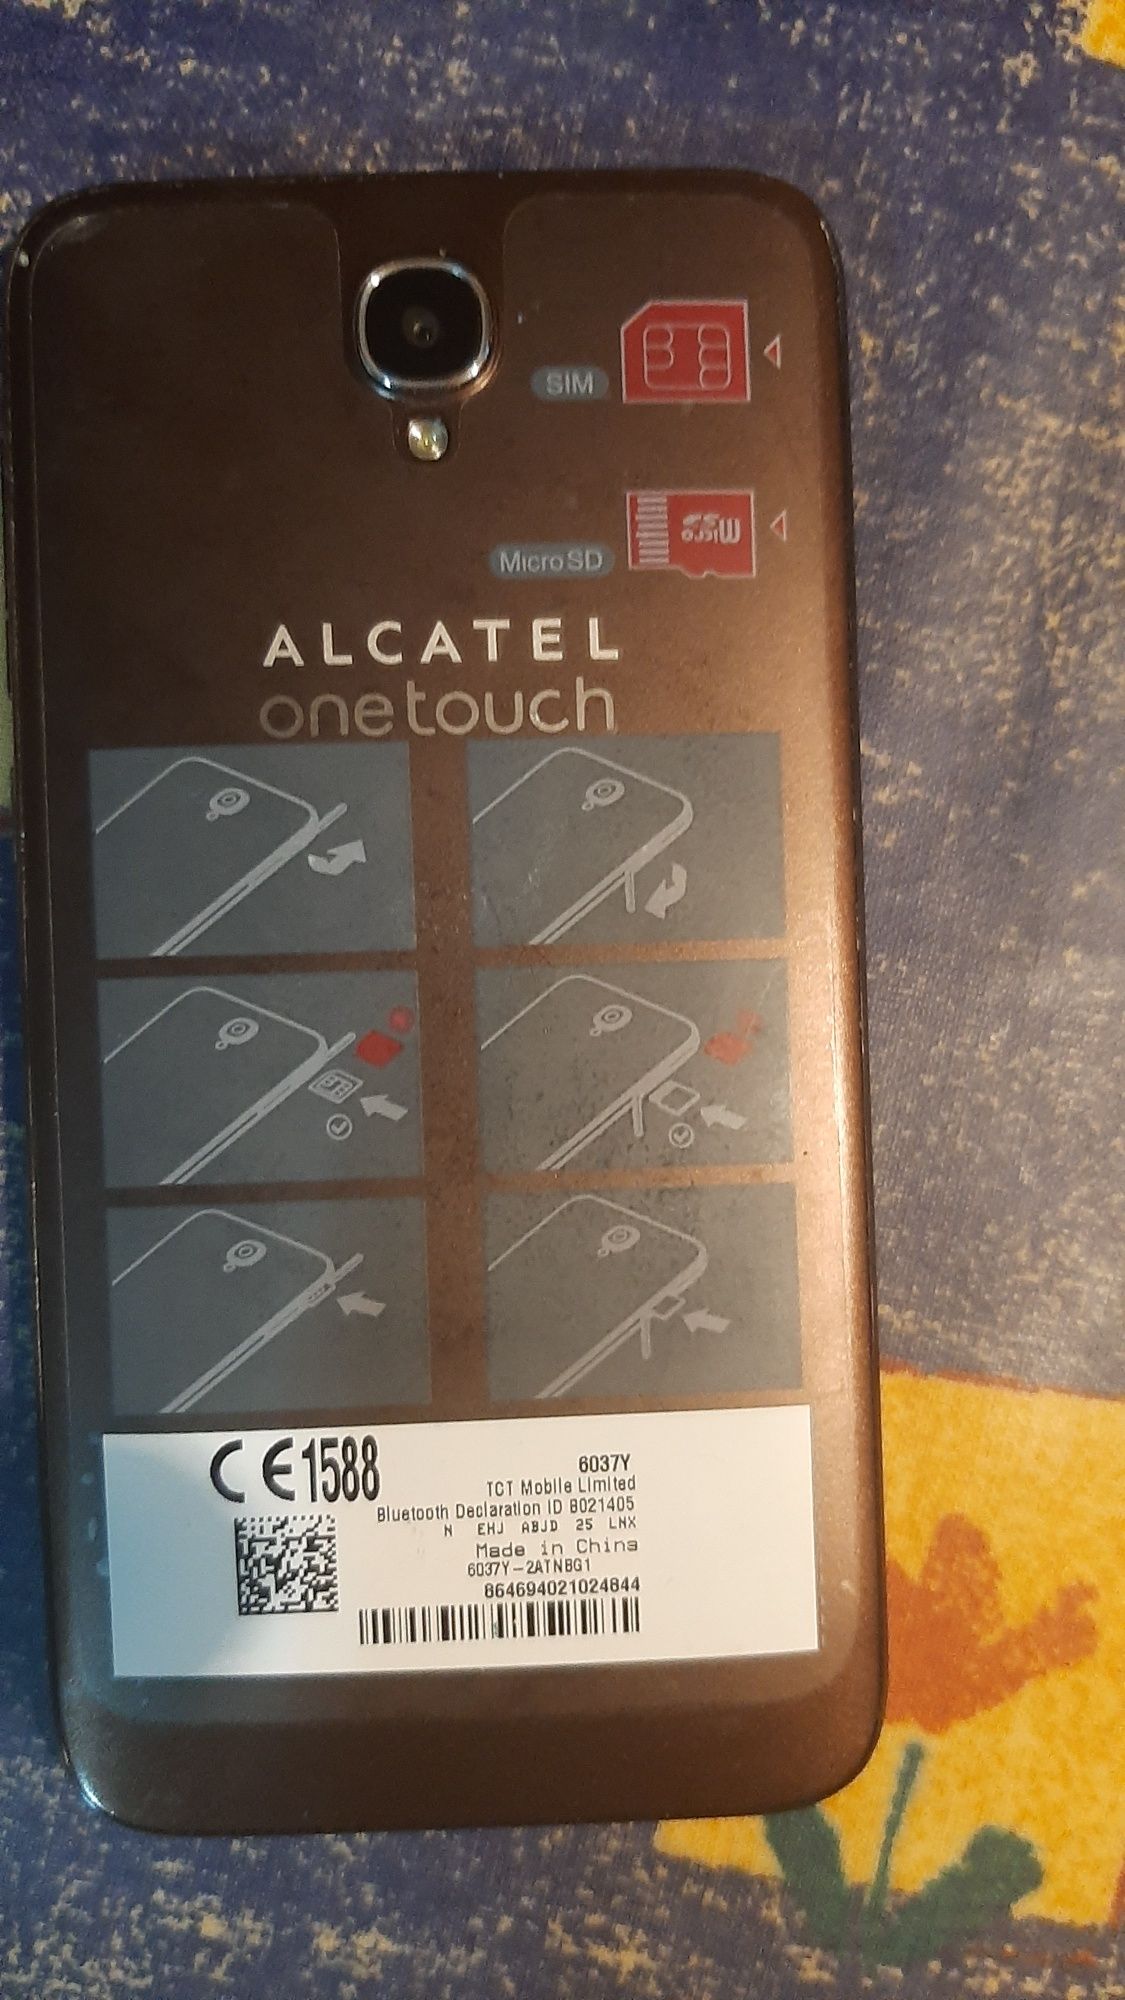 SIM
MicroSD
micro
ALCATEL
onetouch
CE1588
6037Y
TCT Mobile Limited
Bluetooth Declaration ID B021405
N EHJ ABJD 25 LNX
Made in China
6037Y-2ATNBG1
864694021024844